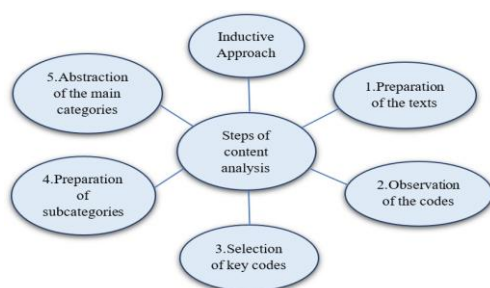 Inductive
Approach
1.Preparation
of the texts
2.Observation
of the codes
3.Selection
of key codes
4.Preparation
of
subcategories
5.Abstraction
of the main
categories
Steps of
content
analysis